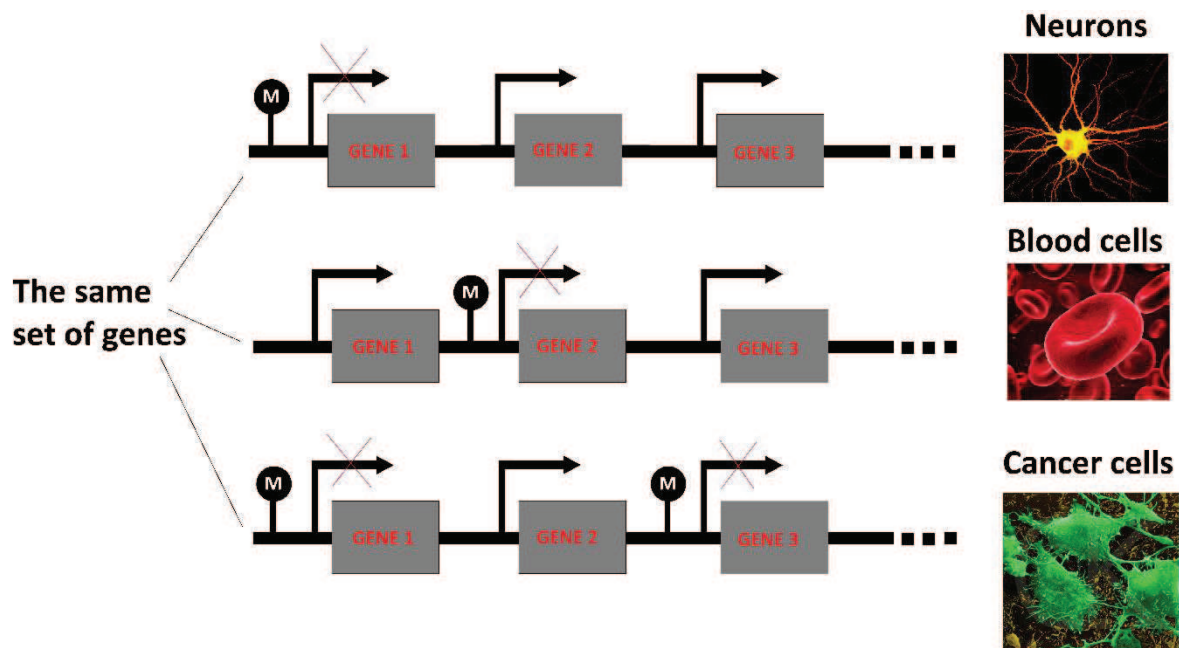 Neurons
M
GENE 1
GENE 2
GENE 3
Blood cells
The same
set of genes
M
GENE 1
GENE 2
GENE 3
Cancer cells
M
M
GENE 1
GENE 2
GENE 3